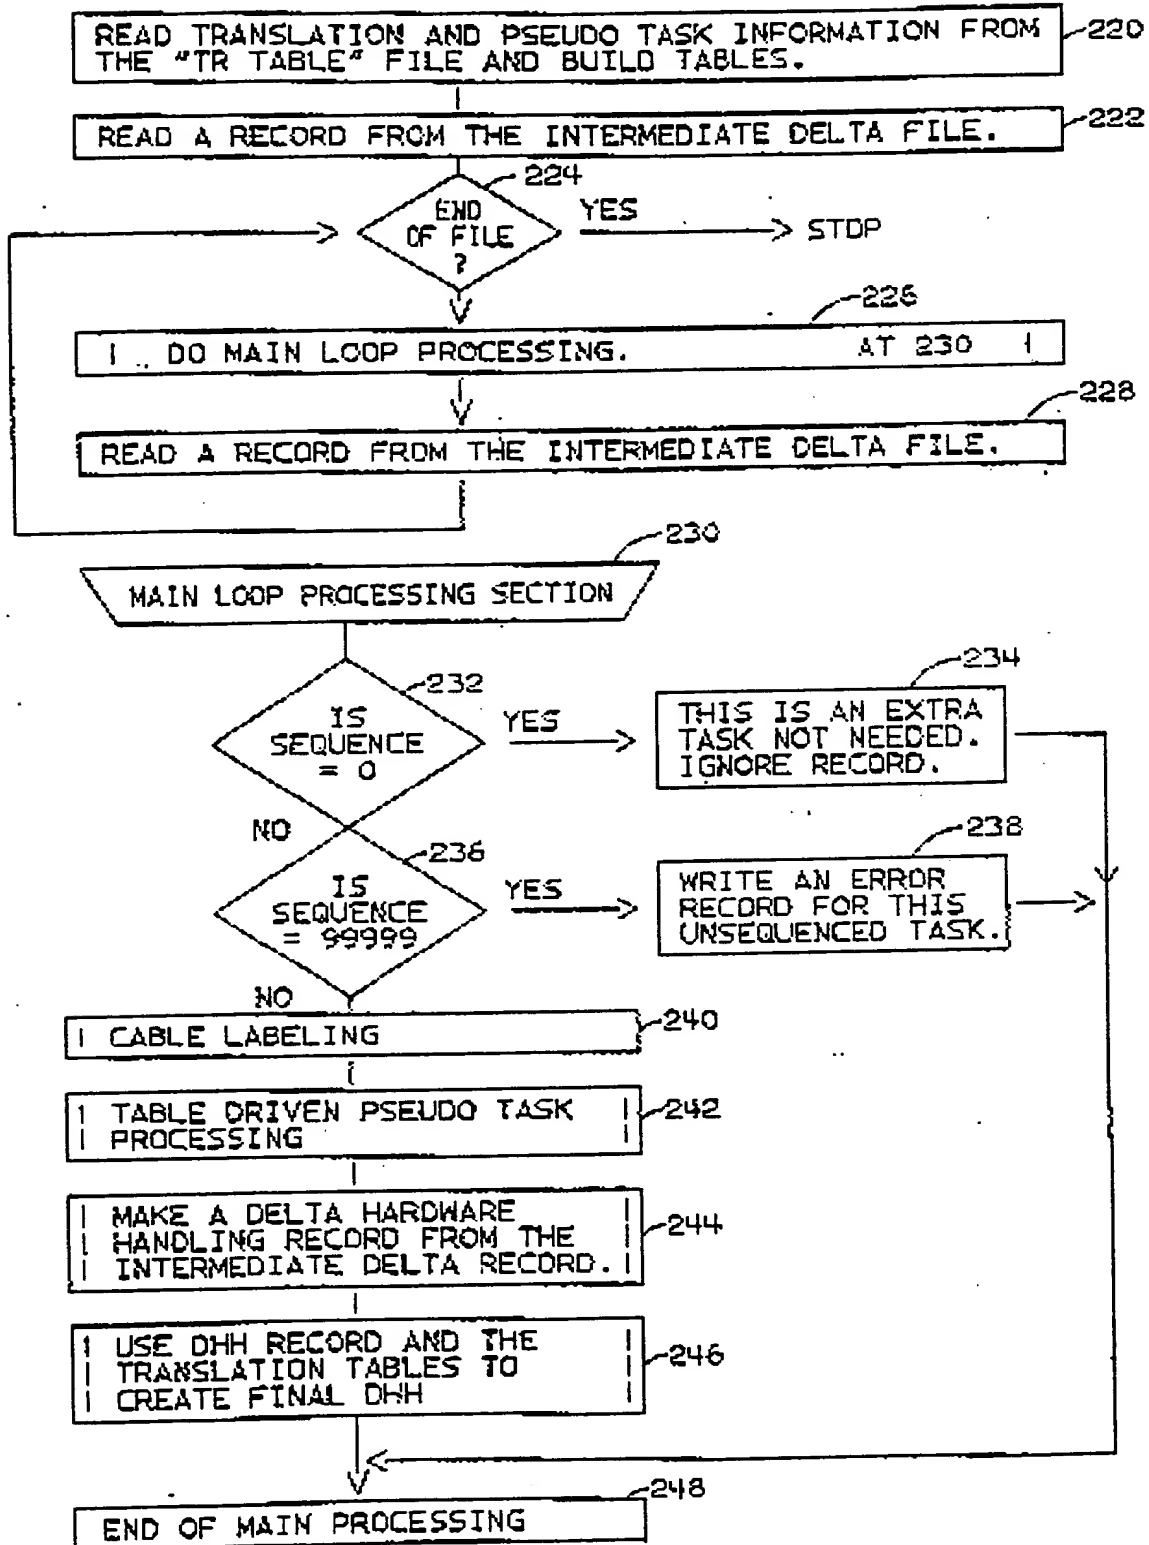 READ TRANSLATION AND PSEUDO TASK INFORMATION FROM
THE "TR TABLE" FILE AND BUILD TABLES.
220
READ A RECORD FROM THE INTERMEDIATE DELTA FILE.
222
224
END
OF FILE
?
YES
STOP
226
DO MAIN LOOP PROCESSING. AT 230
228
READ A RECORD FROM THE INTERMEDIATE DELTA FILE.
230
MAIN LOOP PROCESSING SECTION
232
IS
SEQUENCE
= 0
YES
234
THIS IS AN EXTRA
TASK NOT NEEDED.
IGNORE RECORD.
NO
236
IS
SEQUENCE
= 99999
YES
238
WRITE AN ERROR
RECORD FOR THIS
UNSEQUENCED TASK.
NO
CABLE LABELING
240
TABLE DRIVEN PSEUDO TASK
PROCESSING
242
MAKE A DELTA HARDWARE
HANDLING RECORD FROM THE
INTERMEDIATE DELTA RECORD.
244
USE DHH RECORD AND THE
TRANSLATION TABLES TO
CREATE FINAL DHH
246
248
END OF MAIN PROCESSING